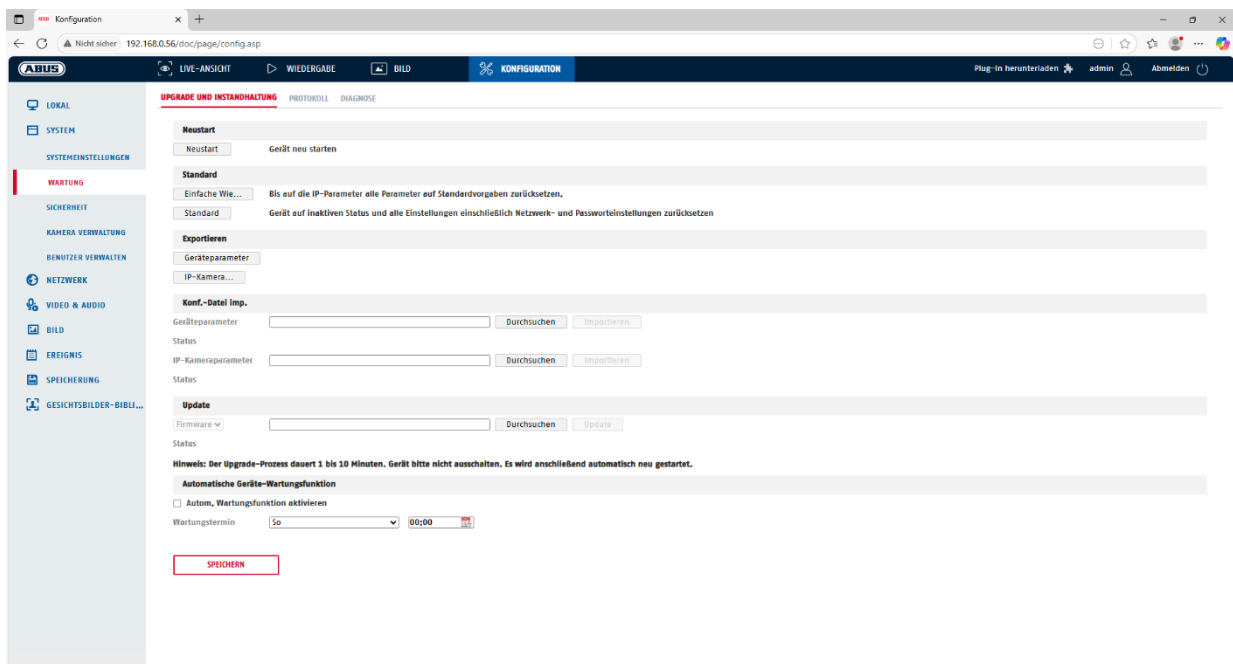 Konfiguration
Nicht sicher 192.168.0.56/doc/page/config.asp
ABUS LIVE-ANSICHT WIEDERGABE BILD KONFIGURATION Plug-in herunterladen admin Abmelden
UPGRADE UND INSTANDHALTUNG PROTOKOLL DIAGNOSE
LOKAL
SYSTEM
SYSTEMEINSTELLUNGEN
WARTUNG
SICHERHEIT
KAMERA VERWALTUNG
BENUTZER VERWALTEN
NETZWERK
VIDEO & AUDIO
BILD
EREIGNIS
SPEICHERUNG
GESICHTSBILDER-BIBLI...
Neustart
Neustart Gerät neu starten
Standard
Einfache Wie... Bis auf die IP-Parameter alle Parameter auf Standardvorgaben zurücksetzen.
Standard Gerät auf inaktiven Status und alle Einstellungen einschließlich Netzwerk- und Passworteinstellungen zurücksetzen
Exportieren
Geräteparameter
IP-Kamera...
Konf.-Datei imp.
Geräteparameter Durchsuchen Importieren
Status
IP-Kameraparameter Durchsuchen Importieren
Status
Update
Firmware Durchsuchen Update
Status
Hinweis: Der Upgrade-Prozess dauert 1 bis 10 Minuten. Gerät bitte nicht ausschalten. Es wird anschließend automatisch neu gestartet.
Automatische Geräte-Wartungsfunktion
Autom. Wartungsfunktion aktivieren
Wartungstermin So 00:00
SPEICHERN